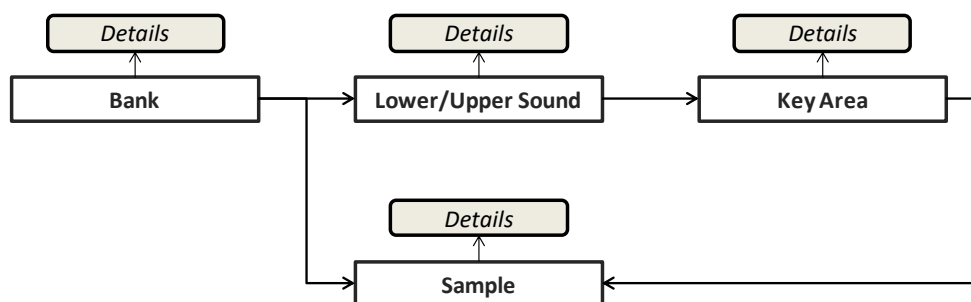 Details
Details
Details
Bank
Lower/Upper Sound
Key Area
Details
Sample